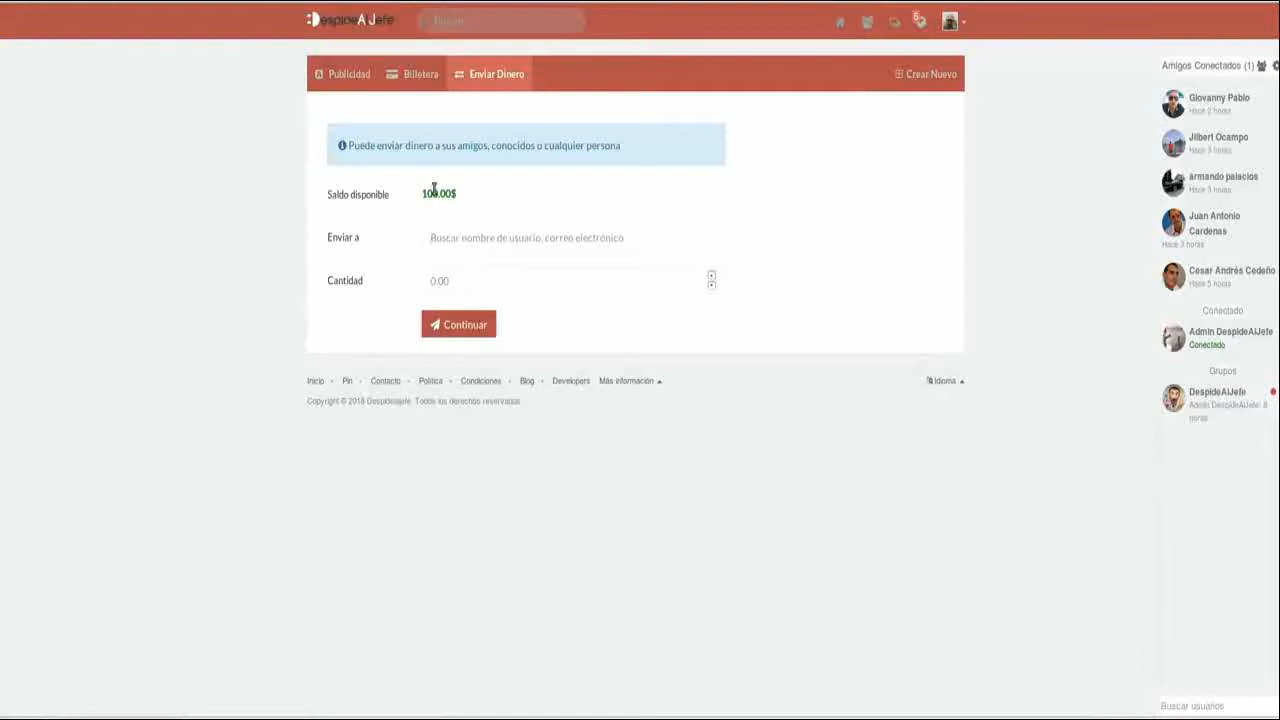 :DespideAlJefe
Buscar
6
Publicidad
Billetera
Enviar Dinero
Crear Nuevo
Puede enviar dinero a sus amigos, conocidos o cualquier persona
Saldo disponible
100.00$
Enviar a
Buscar nombre de usuario, correo electrónico
Cantidad
0.00
Continuar
Inicio
Pin
Contacto
Política
Condiciones
Blog
Developers
Más información
Idioma
Copyright © 2018 Despidealjefe. Todos los derechos reservados.
Amigos Conectados (1)
Giovanny Pablo
Hace 2 horas
Jilbert Ocampo
Hace 3 horas
armando palacios
Hace 3 horas
Juan Antonio
Cardenas
Hace 3 horas
Cesar Andrés Cedeño
Hace 5 horas
Conectado
Admin DespideAlJefe
Conectado
Grupos
DespideAlJefe
Admin DespideAlJefe: 8
horas
Buscar usuarios